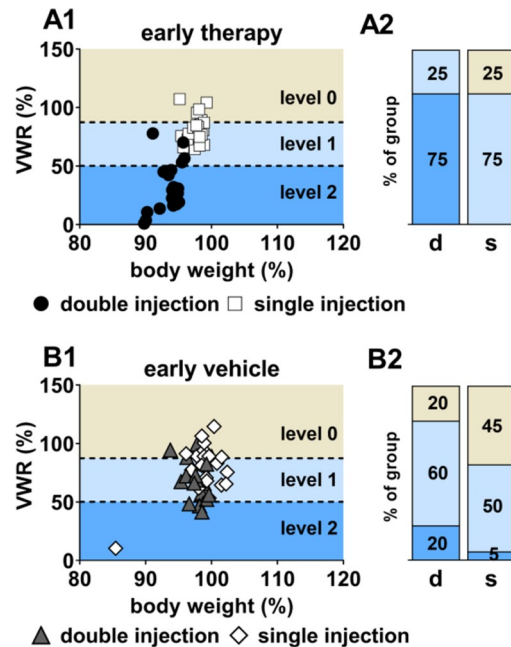 A1
early therapy
A2
150
100
50
0
VWR (%)
level 0
level 1
level 2
80 90 100 110 120
body weight (%)
% of group
25 25
75 75
d s
double injection single injection
B1
early vehicle
B2
150
100
50
0
VWR (%)
level 0
level 1
level 2
80 90 100 110 120
body weight (%)
% of group
20 45
60 50
20 5
d s
double injection single injection